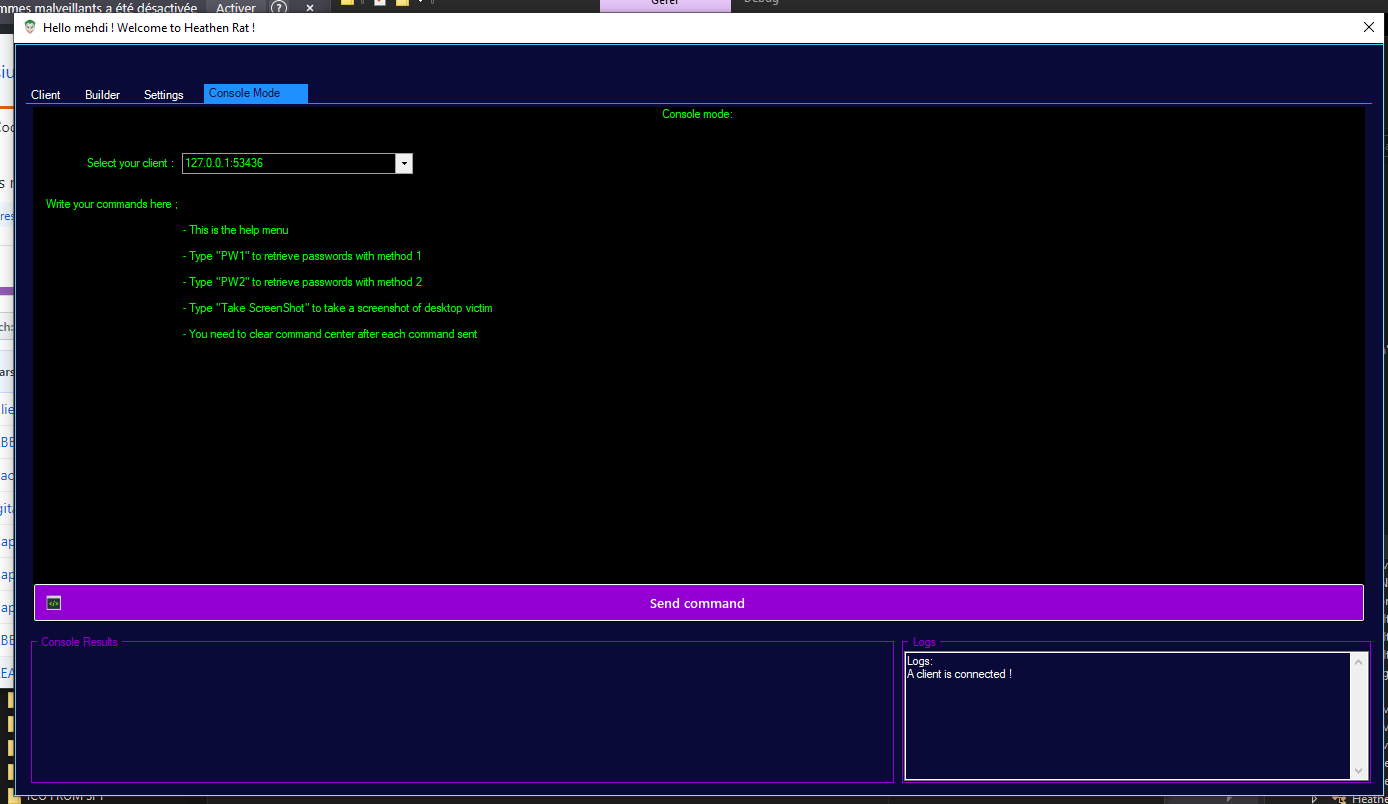 mmes malveillants a été désactivée Activer ? × Gérer Debug
Hello mehdi ! Welcome to Heathen Rat !
Client Builder Settings Console Mode
Console mode:
Select your client : 127.0.0.1:53436
Write your commands here ;
- This is the help menu
- Type "PW1" to retrieve passwords with method 1
- Type "PW2" to retrieve passwords with method 2
- Type "Take ScreenShot" to take a screenshot of desktop victim
- You need to clear command center after each command sent
Send command
Console Results
Logs
Logs:
A client is connected !